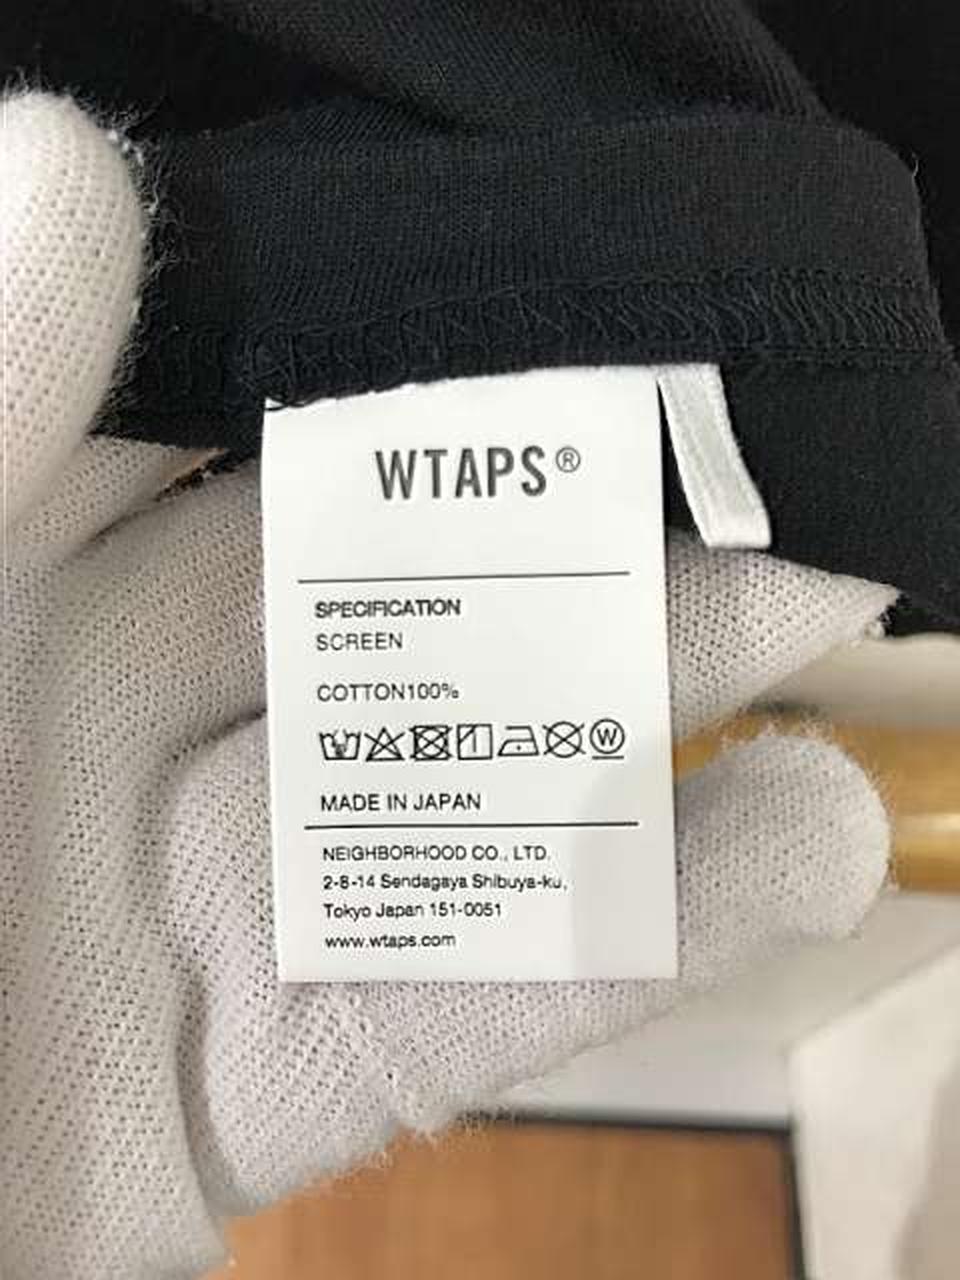 WTAPS®
SPECIFICATION
SCREEN
COTTON100%
W
MADE IN JAPAN
NEIGHBORHOOD CO., LTD.
2-8-14 Sendagaya Shibuya-ku,
Tokyo Japan 151-0051
www.wtaps.com